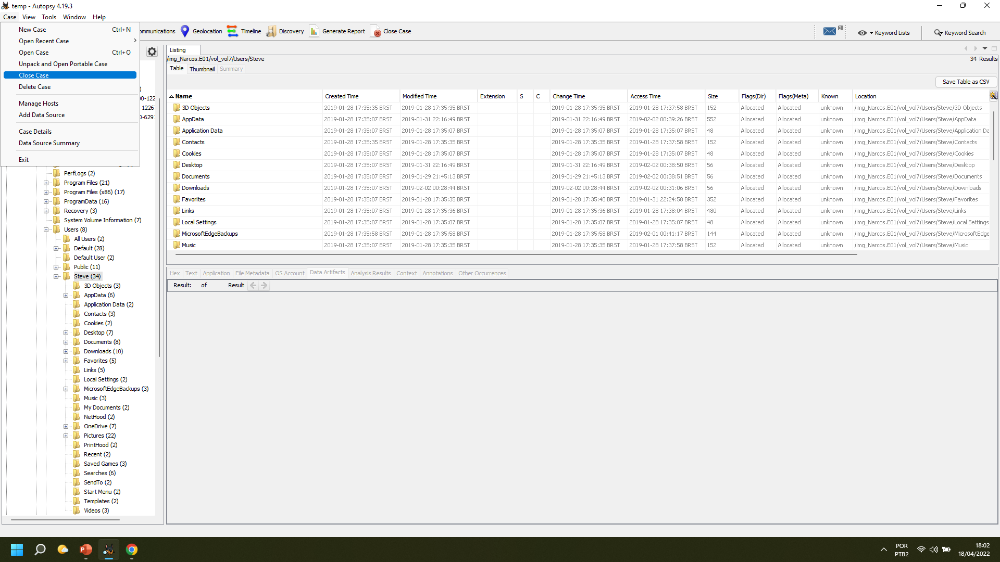 temp - Autopsy 4.19.3
Case View Tools Window Help
New Case Ctrl+N
Open Recent Case
Open Case Ctrl+O
Unpack and Open Portable Case
Close Case
Delete Case
Manage Hosts
Add Data Source
Case Details
Data Source Summary
Exit
ommunications Geolocation Timeline Discovery Generate Report Close Case
3 Keyword Lists Keyword Search
)
00-122
1226
0-6291
PerfLogs (2)
Program Files (21)
Program Files (x86) (17)
ProgramData (16)
Recovery (3)
System Volume Information (7)
Users (8)
All Users (2)
Default (28)
Default User (2)
Public (11)
Steve (34)
3D Objects (3)
AppData (6)
Application Data (2)
Contacts (3)
Cookies (2)
Desktop (7)
Documents (8)
Downloads (10)
Favorites (5)
Links (5)
Local Settings (2)
MicrosoftEdgeBackups (3)
Music (3)
My Documents (2)
NetHood (2)
OneDrive (7)
Pictures (22)
PrintHood (2)
Recent (2)
Saved Games (3)
Searches (6)
SendTo (2)
Start Menu (2)
Templates (2)
Videos (3)
Listing
/img_Narcos.E01/vol_vol7/Users/Steve
34 Results
Table Thumbnail Summary
Save Table as CSV
Name Created Time Modified Time Extension S C Change Time Access Time Size Flags(Dir) Flags(Meta) Known Location
3D Objects 2019-01-28 17:35:35 BRST 2019-01-28 17:35:35 BRST 2019-01-28 17:35:35 BRST 2019-01-28 17:37:58 BRST 152 Allocated Allocated unknown /img_Narcos.E01/vol_vol7/Users/Steve/3D Objects
AppData 2019-01-28 17:35:07 BRST 2019-01-31 22:16:49 BRST 2019-01-31 22:16:49 BRST 2019-02-02 00:39:26 BRST 552 Allocated Allocated unknown /img_Narcos.E01/vol_vol7/Users/Steve/AppData
Application Data 2019-01-28 17:35:07 BRST 2019-01-28 17:35:07 BRST 2019-01-28 17:35:07 BRST 2019-01-28 17:35:07 BRST 48 Allocated Allocated unknown /img_Narcos.E01/vol_vol7/Users/Steve/Application Da
Contacts 2019-01-28 17:35:35 BRST 2019-01-28 17:35:35 BRST 2019-01-28 17:35:35 BRST 2019-01-28 17:37:58 BRST 152 Allocated Allocated unknown /img_Narcos.E01/vol_vol7/Users/Steve/Contacts
Cookies 2019-01-28 17:35:07 BRST 2019-01-28 17:35:07 BRST 2019-01-28 17:35:07 BRST 2019-01-28 17:35:07 BRST 48 Allocated Allocated unknown /img_Narcos.E01/vol_vol7/Users/Steve/Cookies
Desktop 2019-01-28 17:35:07 BRST 2019-01-31 22:16:49 BRST 2019-01-31 22:16:49 BRST 2019-02-02 00:38:50 BRST 56 Allocated Allocated unknown /img_Narcos.E01/vol_vol7/Users/Steve/Desktop
Documents 2019-01-28 17:35:07 BRST 2019-01-29 21:45:13 BRST 2019-01-29 21:45:13 BRST 2019-02-02 00:38:51 BRST 56 Allocated Allocated unknown /img_Narcos.E01/vol_vol7/Users/Steve/Documents
Downloads 2019-01-28 17:35:07 BRST 2019-02-02 00:28:44 BRST 2019-02-02 00:28:44 BRST 2019-02-02 00:31:06 BRST 56 Allocated Allocated unknown /img_Narcos.E01/vol_vol7/Users/Steve/Downloads
Favorites 2019-01-28 17:35:07 BRST 2019-01-28 17:35:35 BRST 2019-01-28 17:35:40 BRST 2019-01-31 22:24:58 BRST 352 Allocated Allocated unknown /img_Narcos.E01/vol_vol7/Users/Steve/Favorites
Links 2019-01-28 17:35:07 BRST 2019-01-28 17:35:36 BRST 2019-01-28 17:35:36 BRST 2019-01-28 17:38:04 BRST 480 Allocated Allocated unknown /img_Narcos.E01/vol_vol7/Users/Steve/Links
Local Settings 2019-01-28 17:35:07 BRST 2019-01-28 17:35:07 BRST 2019-01-28 17:35:07 BRST 2019-01-28 17:35:07 BRST 48 Allocated Allocated unknown /img_Narcos.E01/vol_vol7/Users/Steve/Local Settings
MicrosoftEdgeBackups 2019-01-28 17:35:58 BRST 2019-01-28 17:35:58 BRST 2019-01-28 17:35:58 BRST 2019-02-01 00:41:17 BRST 144 Allocated Allocated unknown /img_Narcos.E01/vol_vol7/Users/Steve/MicrosoftEdge
Music 2019-01-28 17:35:07 BRST 2019-01-28 17:35:35 BRST 2019-01-28 17:35:35 BRST 2019-01-28 17:37:58 BRST 152 Allocated Allocated unknown /img_Narcos.E01/vol_vol7/Users/Steve/Music
Hex Text Application File Metadata OS Account Data Artifacts Analysis Results Context Annotations Other Occurrences
Result: of Result
POR
PTB2
18:02
18/04/2022